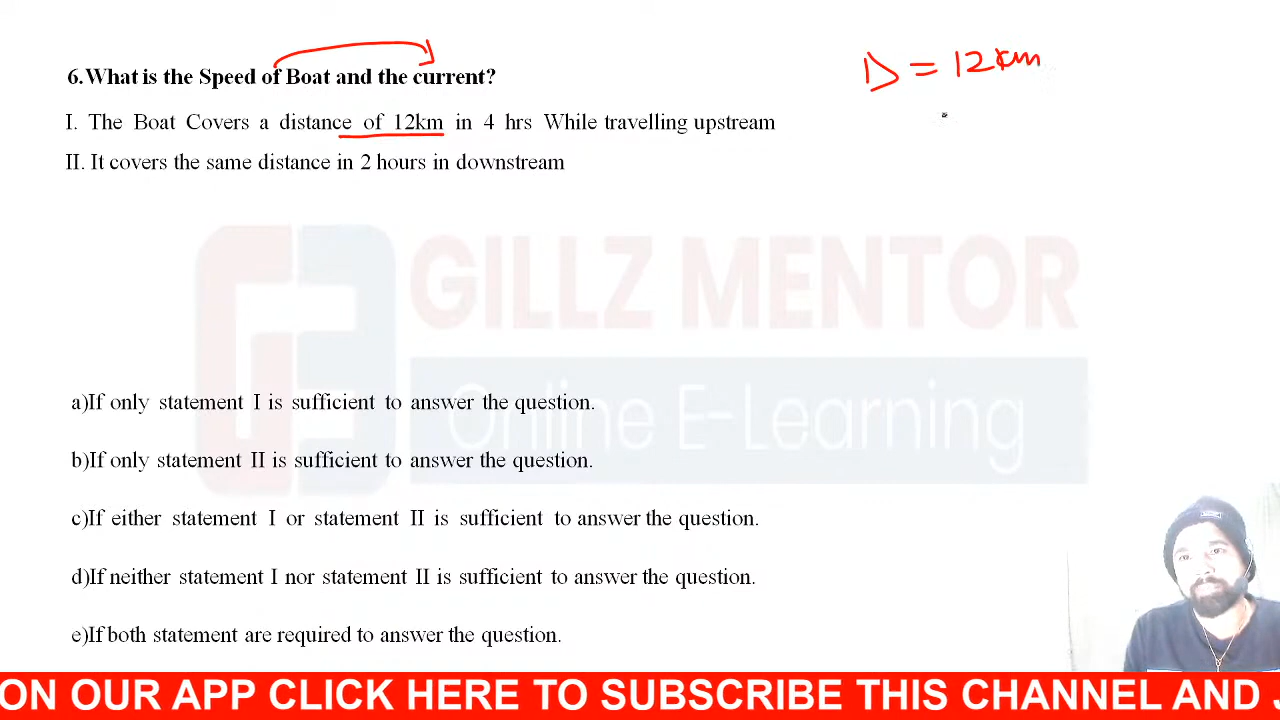 6.What is the Speed of Boat and the current?
D = 12km
I. The Boat Covers a distance of 12km in 4 hrs While travelling upstream
II. It covers the same distance in 2 hours in downstream
GILLZ MENTOR
Online E-Learning
a)If only statement I is sufficient to answer the question.
b)If only statement II is sufficient to answer the question.
c)If either statement I or statement II is sufficient to answer the question.
d)If neither statement I nor statement II is sufficient to answer the question.
e)If both statement are required to answer the question.
ON OUR APP CLICK HERE TO SUBSCRIBE THIS CHANNEL AND